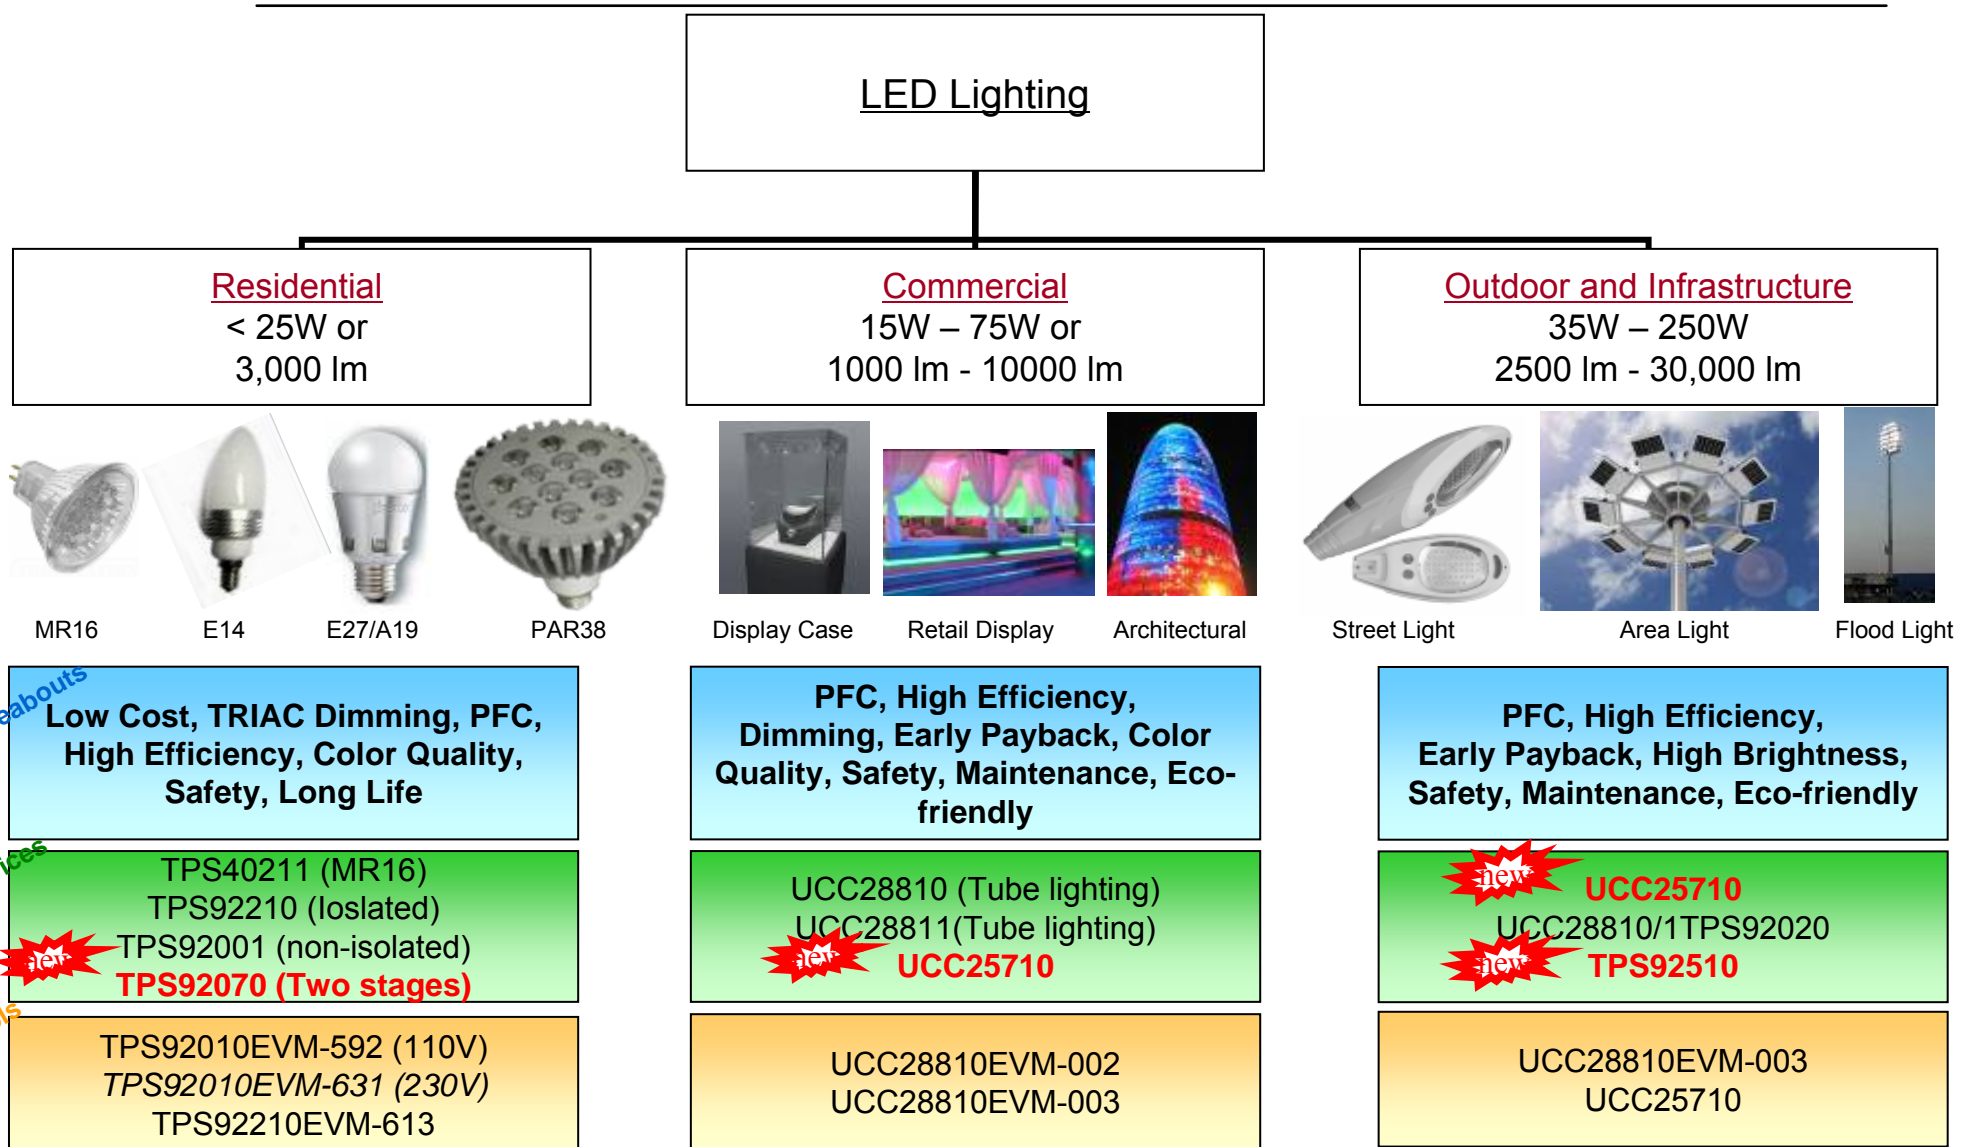 LED Lighting
Residential
< 25W or
3,000 lm
Commercial
15W – 75W or
1000 lm - 10000 lm
Outdoor and Infrastructure
35W – 250W
2500 lm - 30,000 lm
MR16
E14
E27/A19
PAR38
Display Case
Retail Display
Architectural
Street Light
Area Light
Flood Light
Low Cost, TRIAC Dimming, PFC,
High Efficiency, Color Quality,
Safety, Long Life
PFC, High Efficiency,
Dimming, Early Payback, Color
Quality, Safety, Maintenance, Eco-
friendly
PFC, High Efficiency,
Early Payback, High Brightness,
Safety, Maintenance, Eco-friendly
TPS40211 (MR16)
TPS92210 (Ioslated)
TPS92001 (non-isolated)
new
TPS92070 (Two stages)
UCC28810 (Tube lighting)
UCC28811(Tube lighting)
new
UCC25710
new
UCC25710
UCC28810/1TPS92020
new
TPS92510
TPS92010EVM-592 (110V)
TPS92010EVM-631 (230V)
TPS92210EVM-613
UCC28810EVM-002
UCC28810EVM-003
UCC28810EVM-003
UCC25710